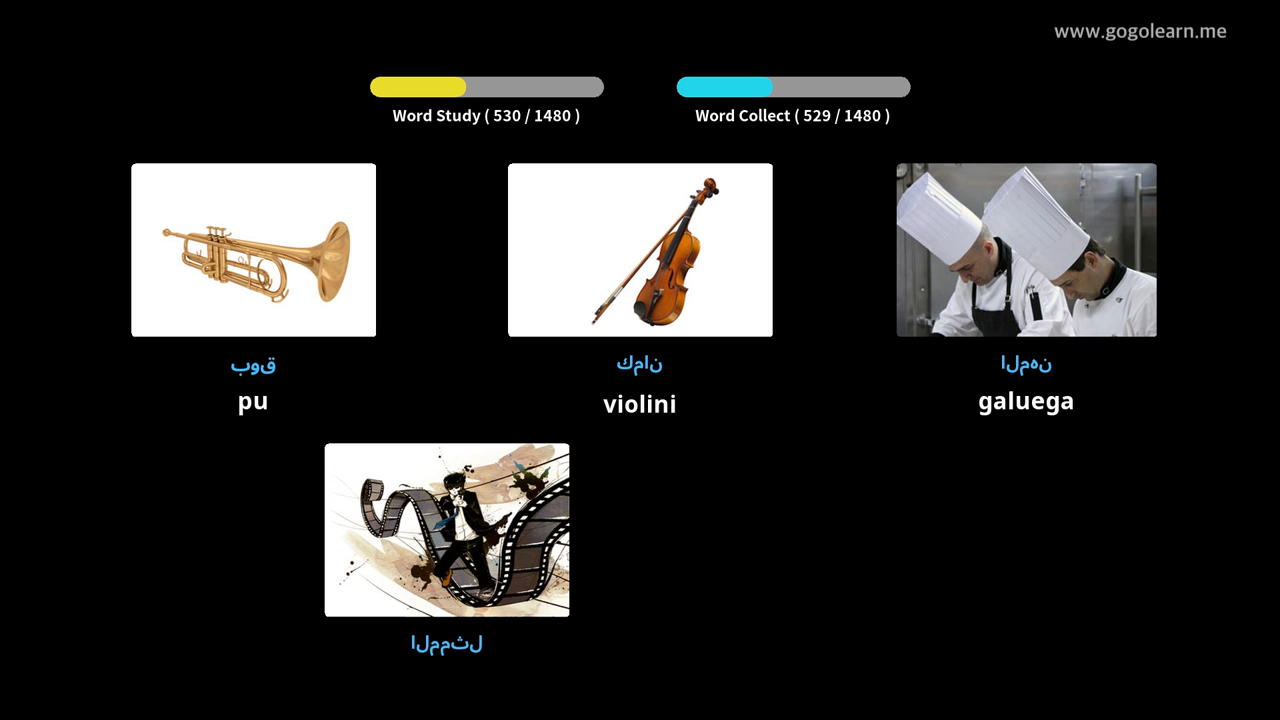 www.gogolearn.me
Word Study ( 530 / 1480 )
Word Collect ( 529 / 1480 )
بوق
كمان
المهن
pu
violini
galuega
الممثل